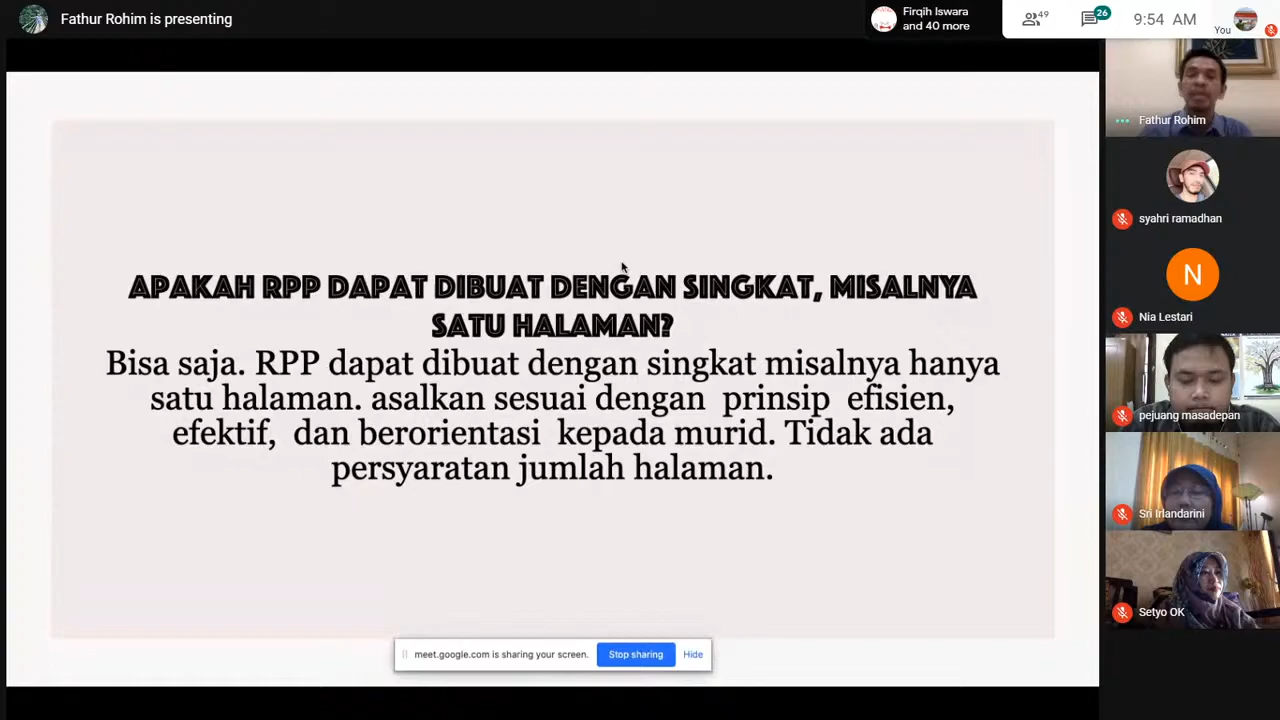 Fathur Rohim is presenting
Firqih Iswara
and 40 more
49
26
9:54 AM
You
APAKAH RPP DAPAT DIBUAT DENGAN SINGKAT, MISALNYA
SATU HALAMAN?
Bisa saja. RPP dapat dibuat dengan singkat misalnya hanya
satu halaman. asalkan sesuai dengan prinsip efisien,
efektif, dan berorientasi kepada murid. Tidak ada
persyaratan jumlah halaman.
meet.google.com is sharing your screen.
Stop sharing
Hide
Fathur Rohim
syahri ramadhan
N
Nia Lestari
pejuang masadepan
Sri Irlandarini
Setyo OK